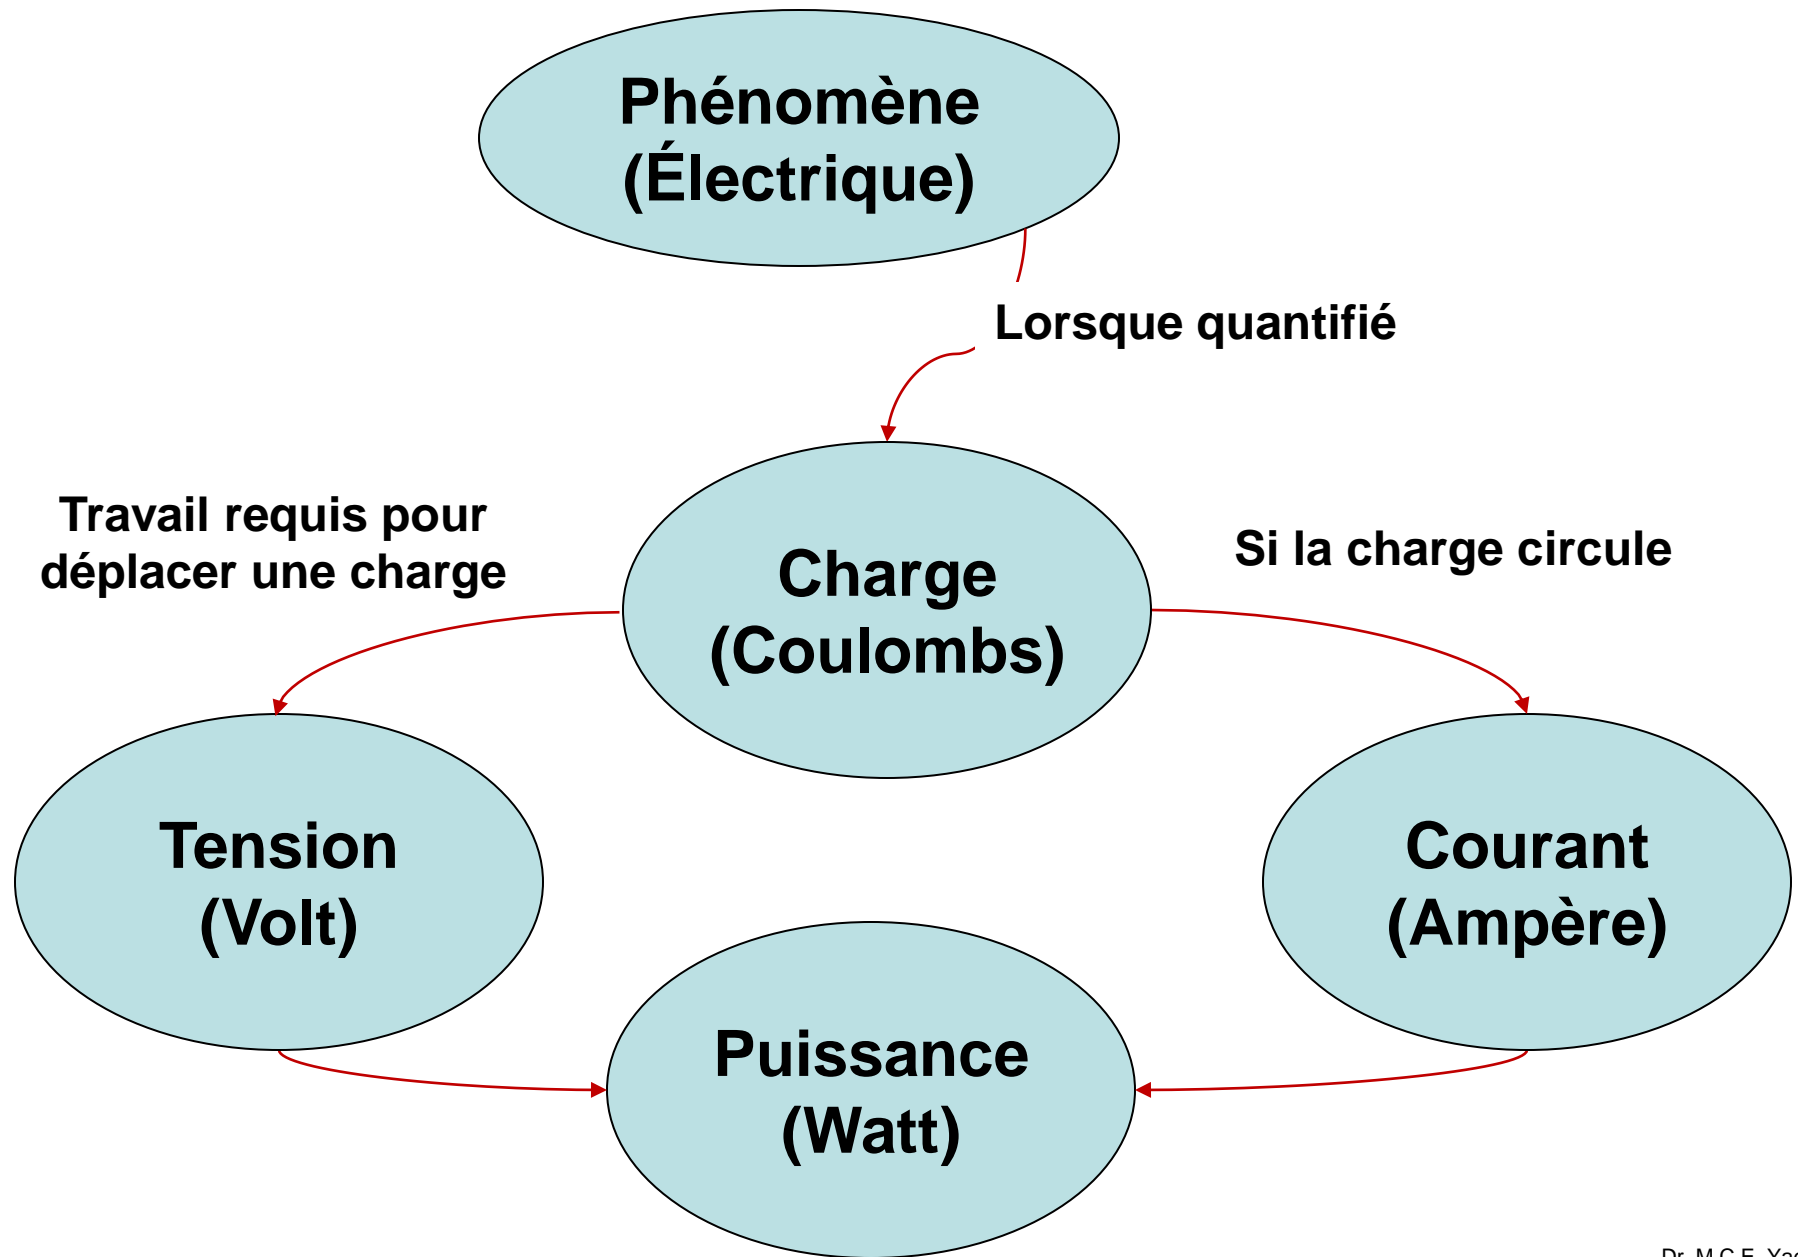 Phénomène
(Électrique)
Lorsque quantifié
Travail requis pour
déplacer une charge
Si la charge circule
Charge
(Coulombs)
Tension
(Volt)
Courant
(Ampère)
Puissance
(Watt)
Dr. M.C.E.